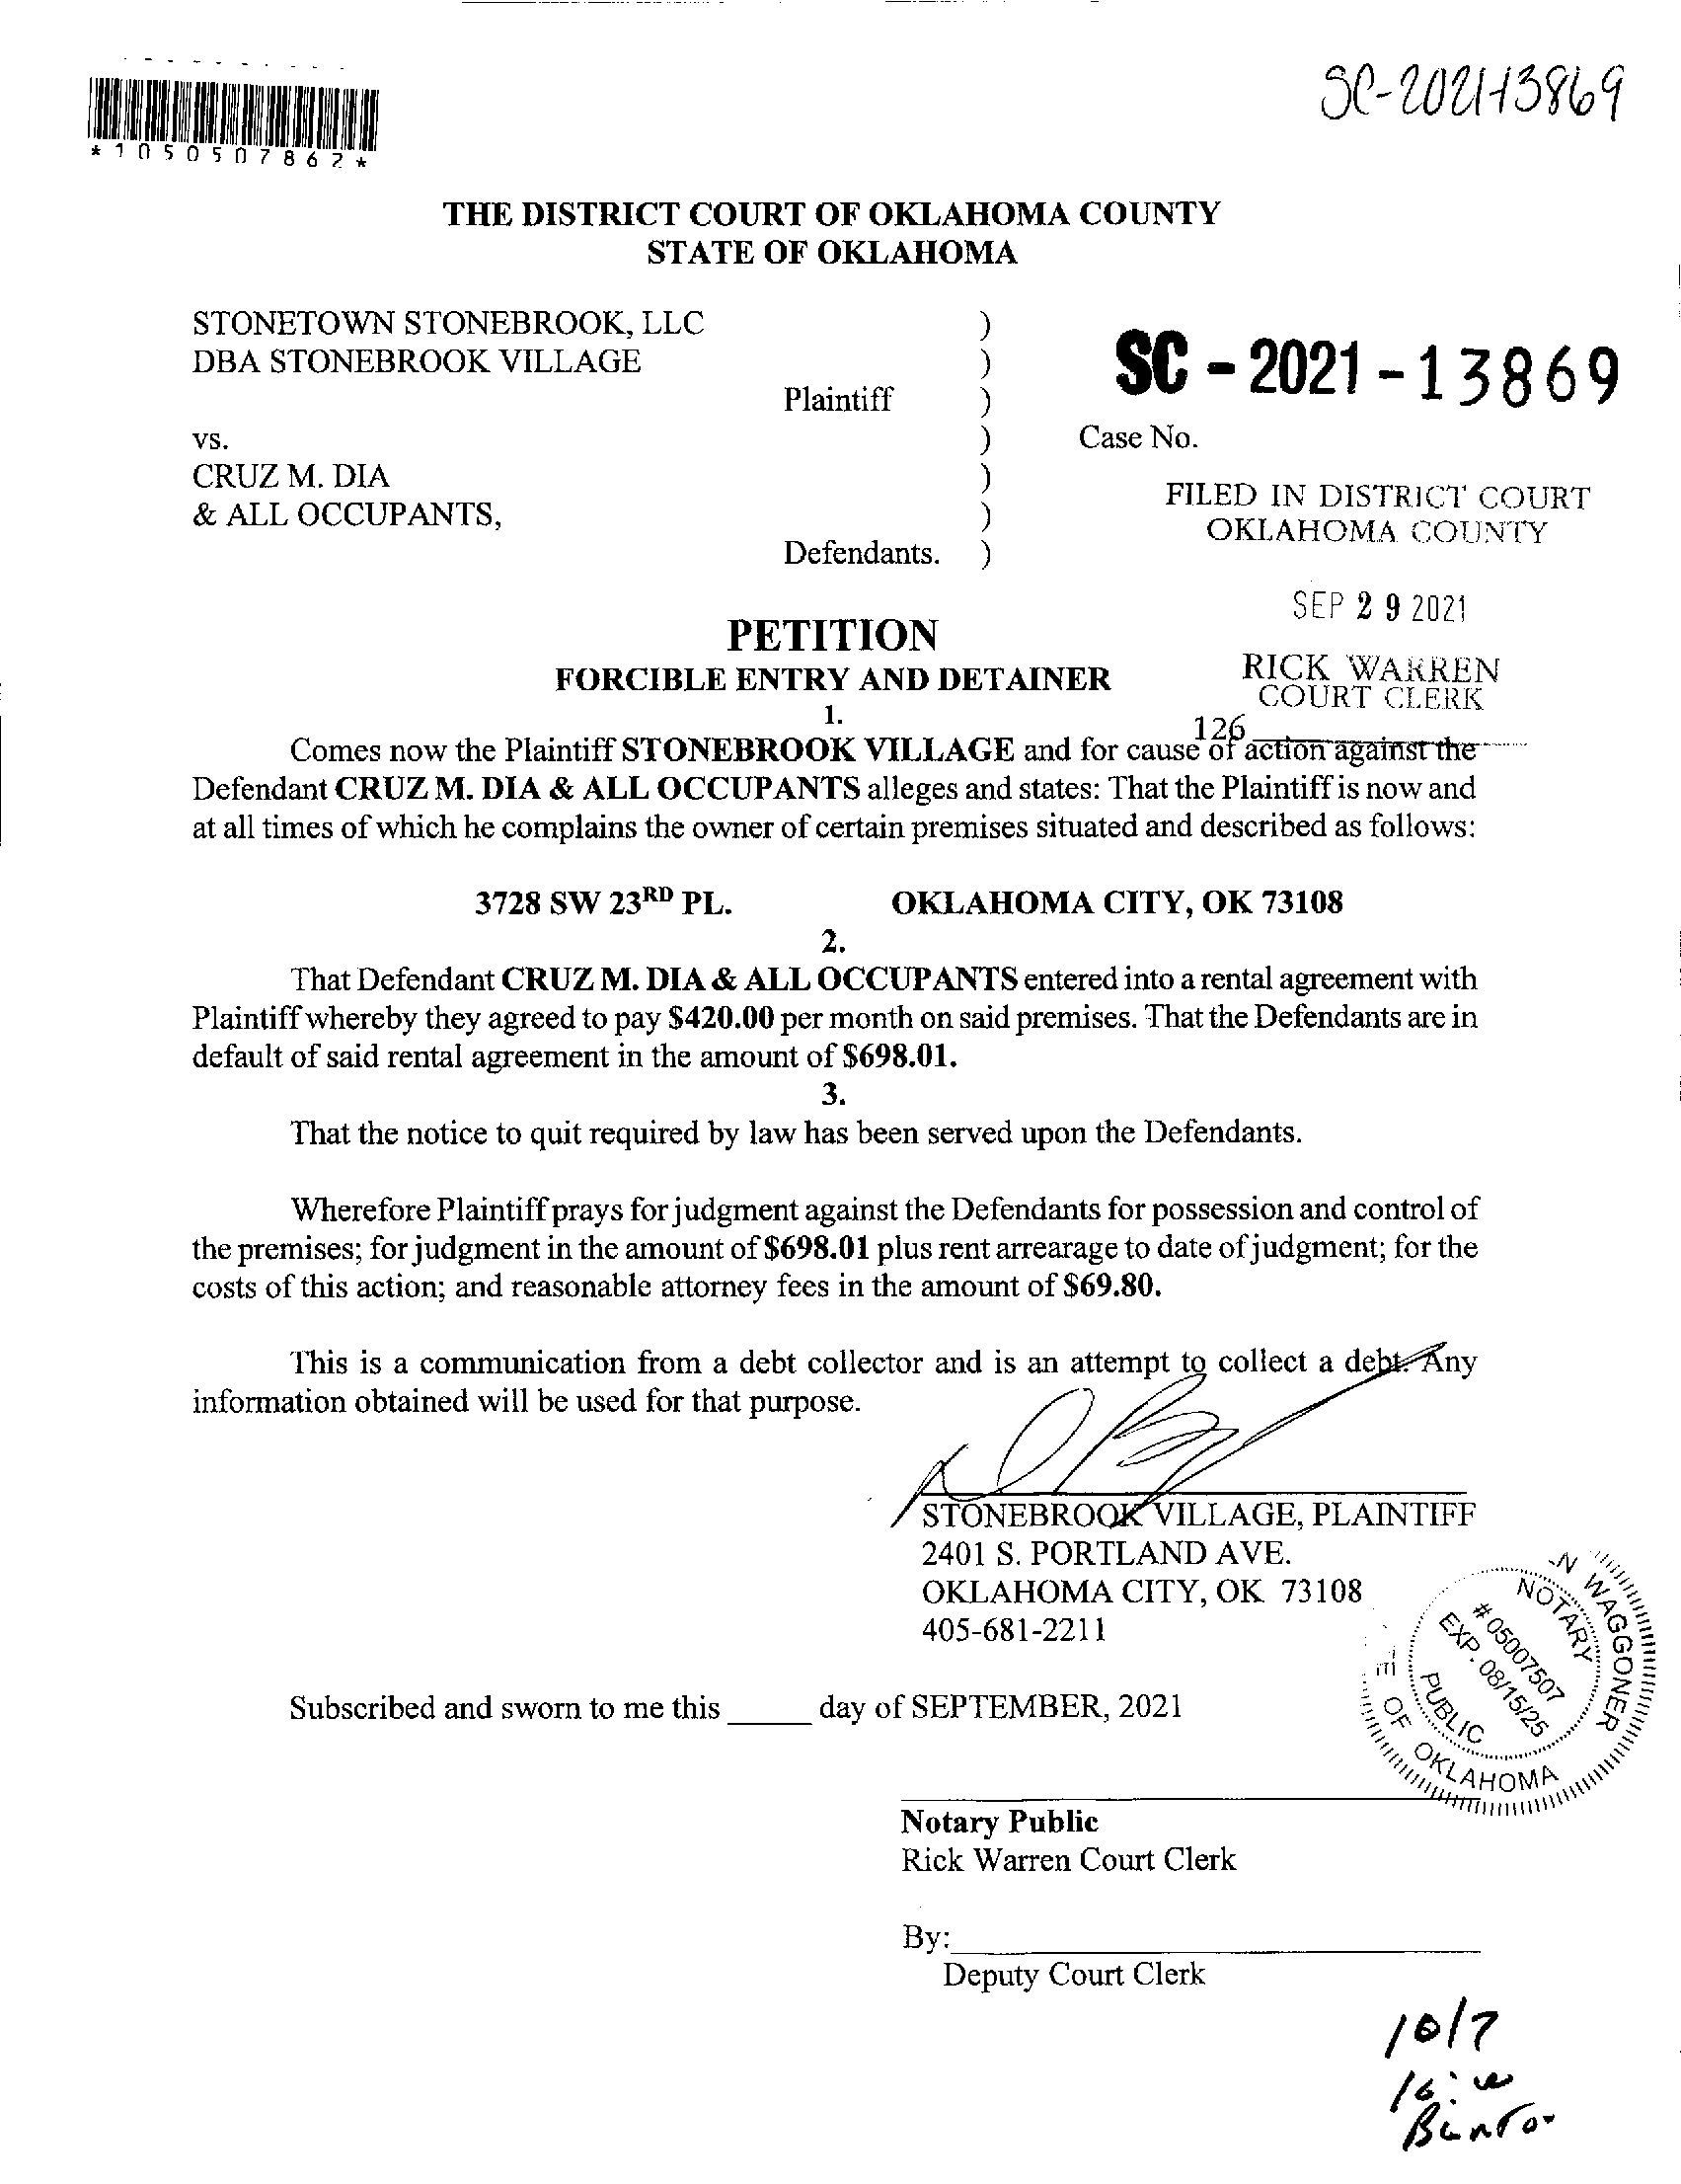 SC-2021-13869
*1050507862*
THE DISTRICT COURT OF OKLAHOMA COUNTY
STATE OF OKLAHOMA
STONETOWN STONEBROOK, LLC )
DBA STONEBROOK VILLAGE )
Plaintiff )
SC - 2021 - 13869
vs. ) Case No.
CRUZ M. DIA )
& ALL OCCUPANTS, )
Defendants. )
FILED IN DISTRICT COURT
OKLAHOMA COUNTY
SEP 29 2021
RICK WARREN
COURT CLERK
126
PETITION
FORCIBLE ENTRY AND DETAINER
1.
Comes now the Plaintiff STONEBROOK VILLAGE and for cause of action against the
Defendant CRUZ M. DIA & ALL OCCUPANTS alleges and states: That the Plaintiff is now and
at all times of which he complains the owner of certain premises situated and described as follows:
3728 SW 23RD PL. OKLAHOMA CITY, OK 73108
2.
That Defendant CRUZ M. DIA & ALL OCCUPANTS entered into a rental agreement with
Plaintiff whereby they agreed to pay $420.00 per month on said premises. That the Defendants are in
default of said rental agreement in the amount of $698.01.
3.
That the notice to quit required by law has been served upon the Defendants.
Wherefore Plaintiff prays for judgment against the Defendants for possession and control of
the premises; for judgment in the amount of $698.01 plus rent arrearage to date of judgment; for the
costs of this action; and reasonable attorney fees in the amount of $69.80.
This is a communication from a debt collector and is an attempt to collect a debt. Any
information obtained will be used for that purpose.
STONEBROOK VILLAGE, PLAINTIFF
2401 S. PORTLAND AVE.
OKLAHOMA CITY, OK 73108
405-681-2211
N WAGGONER
NOTARY
# 05007507
EXP. 08/15/25
PUBLIC
OF OKLAHOMA
Subscribed and sworn to me this _____ day of SEPTEMBER, 2021
Notary Public
Rick Warren Court Clerk
By:
Deputy Court Clerk
10/7